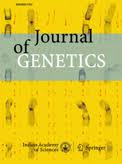 Journal
of GENETICS
Indian Academy
of Sciences
Springer